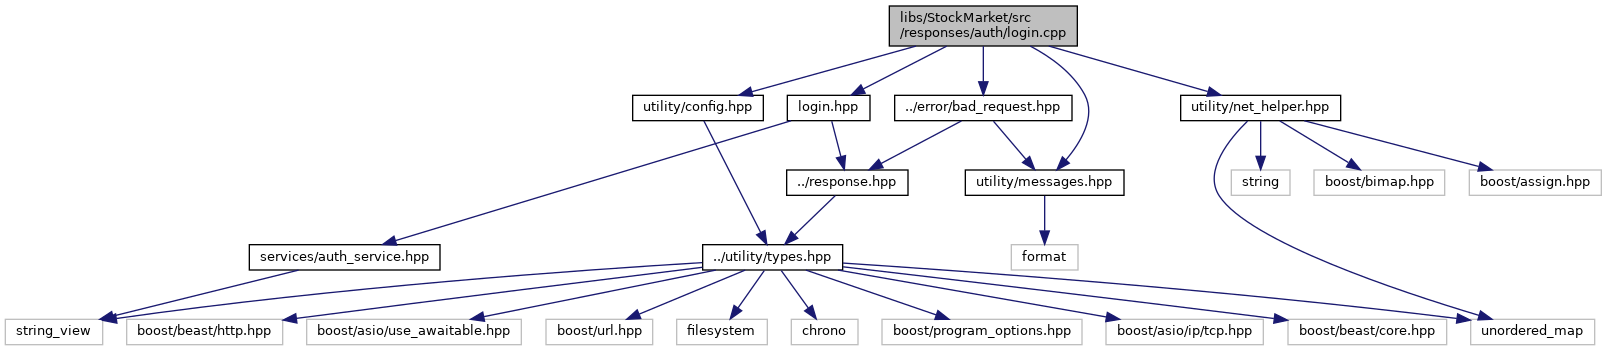 libs/StockMarket/src
/responses/auth/login.cpp
utility/config.hpp
login.hpp
../error/bad_request.hpp
utility/net_helper.hpp
../response.hpp
utility/messages.hpp
string
boost/bimap.hpp
boost/assign.hpp
services/auth_service.hpp
../utility/types.hpp
format
string_view
boost/beast/http.hpp
boost/asio/use_awaitable.hpp
boost/url.hpp
filesystem
chrono
boost/program_options.hpp
boost/asio/ip/tcp.hpp
boost/beast/core.hpp
unordered_map